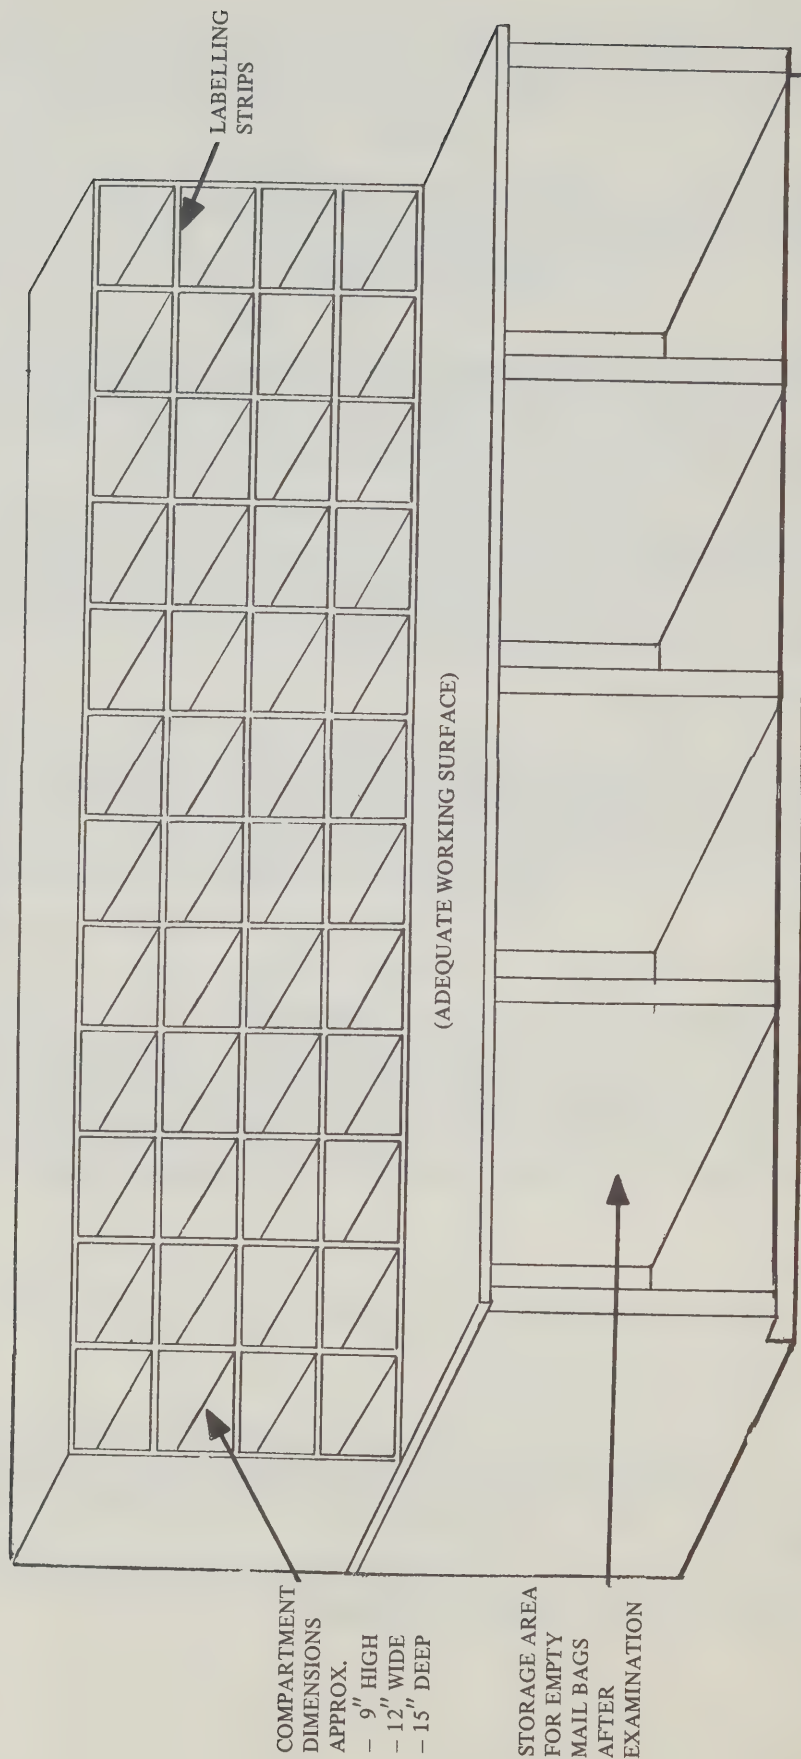 LABELLING
STRIPS
(ADEQUATE WORKING SURFACE)
COMPARTMENT
DIMENSIONS
APPROX.
– 9" HIGH
– 12" WIDE
– 15" DEEP
STORAGE AREA
FOR EMPTY
MAIL BAGS
AFTER
EXAMINATION